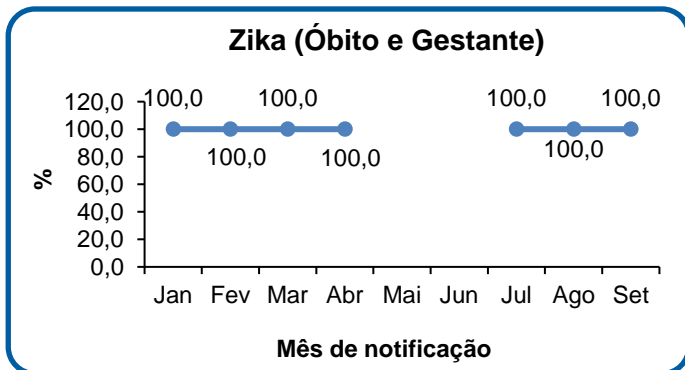 Zika (Óbito e Gestante)
100,0 100,0 100,0 100,0
100,0 100,0 100,0
120,0
100,0
80,0
60,0
40,0
20,0
0,0
%
Jan Fev Mar Abr Mai Jun Jul Ago Set
Mês de notificação